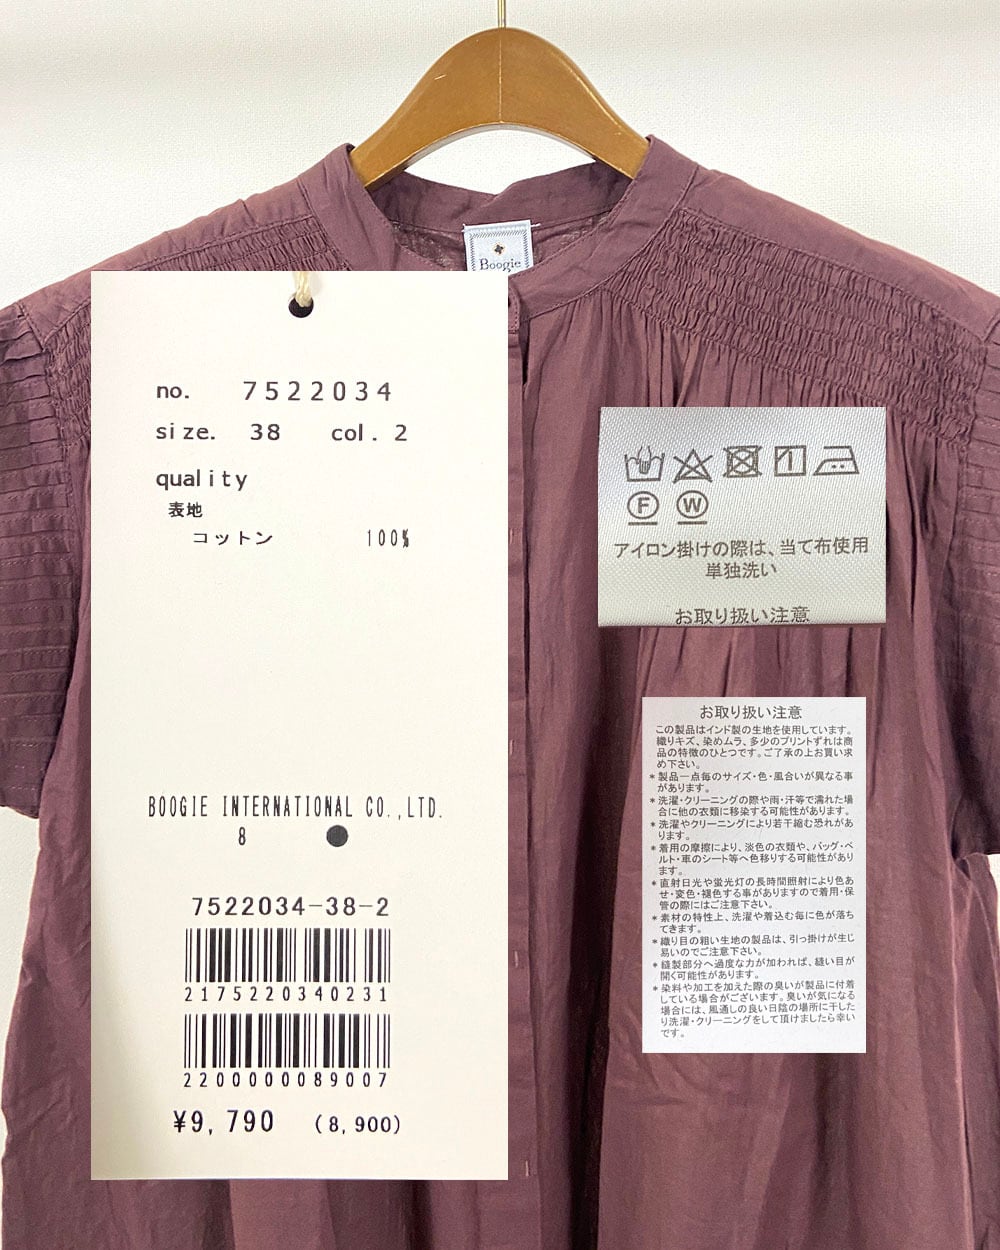 Boogie
no. 7522034
size. 38 col. 2
quality
表地
コットン 100%
BOOGIE INTERNATIONAL CO.,LTD.
8
7522034-38-2
2175220340231
2200000089007
¥9,790 (8,900)
F W
アイロン掛けの際は、当て布使用
単独洗い
お取り扱い注意
お取り扱い注意
この製品はインド製の生地を使用しています。
織りキズ、染めムラ、多少のプリントずれは商
品の特徴のひとつです。ご了承の上お買い求
め下さい。
*製品一点毎のサイズ・色・風合いが異なる事
があります。
*洗濯・クリーニングの際や雨・汗等で濡れた場
合に他の衣類に移染する可能性があります。
*洗濯やクリーニングにより若干縮む恐れがあ
ります。
*着用の摩擦により、淡色の衣類や、バッグ・ベ
ルト・車のシート等へ色移りする可能性があり
ます。
*直射日光や蛍光灯の長時間照射により色あ
せ・変色・褪色する事がありますので着用・保
管の際にはご注意下さい。
*素材の特性上、洗濯や着込む毎に色が落ち
てきます。
*織り目の粗い生地の製品は、引っ掛けが生じ
易いのでご注意下さい。
*縫製部分へ過度な力が加われば、縫い目が
開く可能性があります。
*染料や加工を加えた際の臭いが製品に付着
している場合がございます。臭いが気になる
場合には、風通しの良い日陰の場所に干した
り洗濯・クリーニングをして頂けましたら幸い
です。